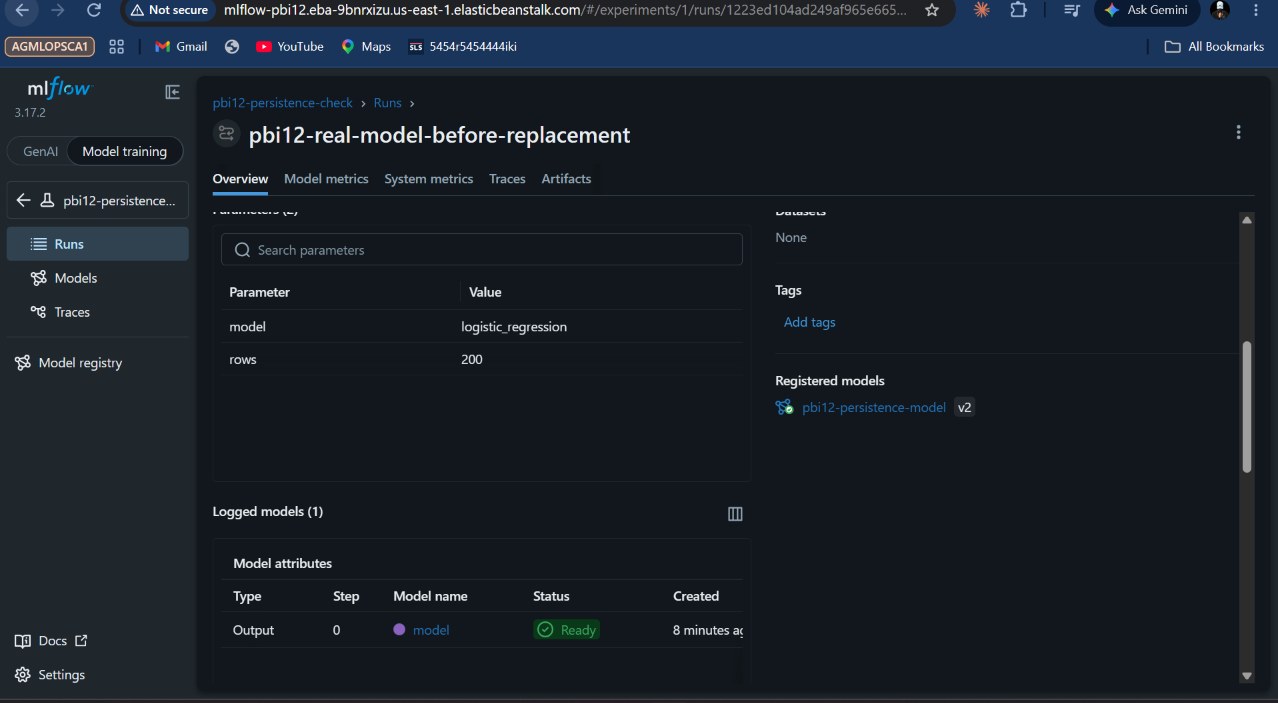 Not secure
mlflow-pbi12.eba-9bnrxizu.us-east-1.elasticbeanstalk.com/#/experiments/1/runs/1223ed104ad249af965e665...
Ask Gemini
AGMLOPSCA1
Gmail
YouTube
Maps
SLS 5454r5454444iki
All Bookmarks
mlflow
3.17.2
GenAI
Model training
pbi12-persistence...
Runs
Models
Traces
Model registry
Docs
Settings
pbi12-persistence-check › Runs ›
pbi12-real-model-before-replacement
Overview Model metrics System metrics Traces Artifacts
Parameters (2)
Search parameters
Parameter Value
model logistic_regression
rows 200
Logged models (1)
Model attributes
Type Step Model name Status Created
Output 0 model Ready 8 minutes ag
Datasets
None
Tags
Add tags
Registered models
pbi12-persistence-model v2